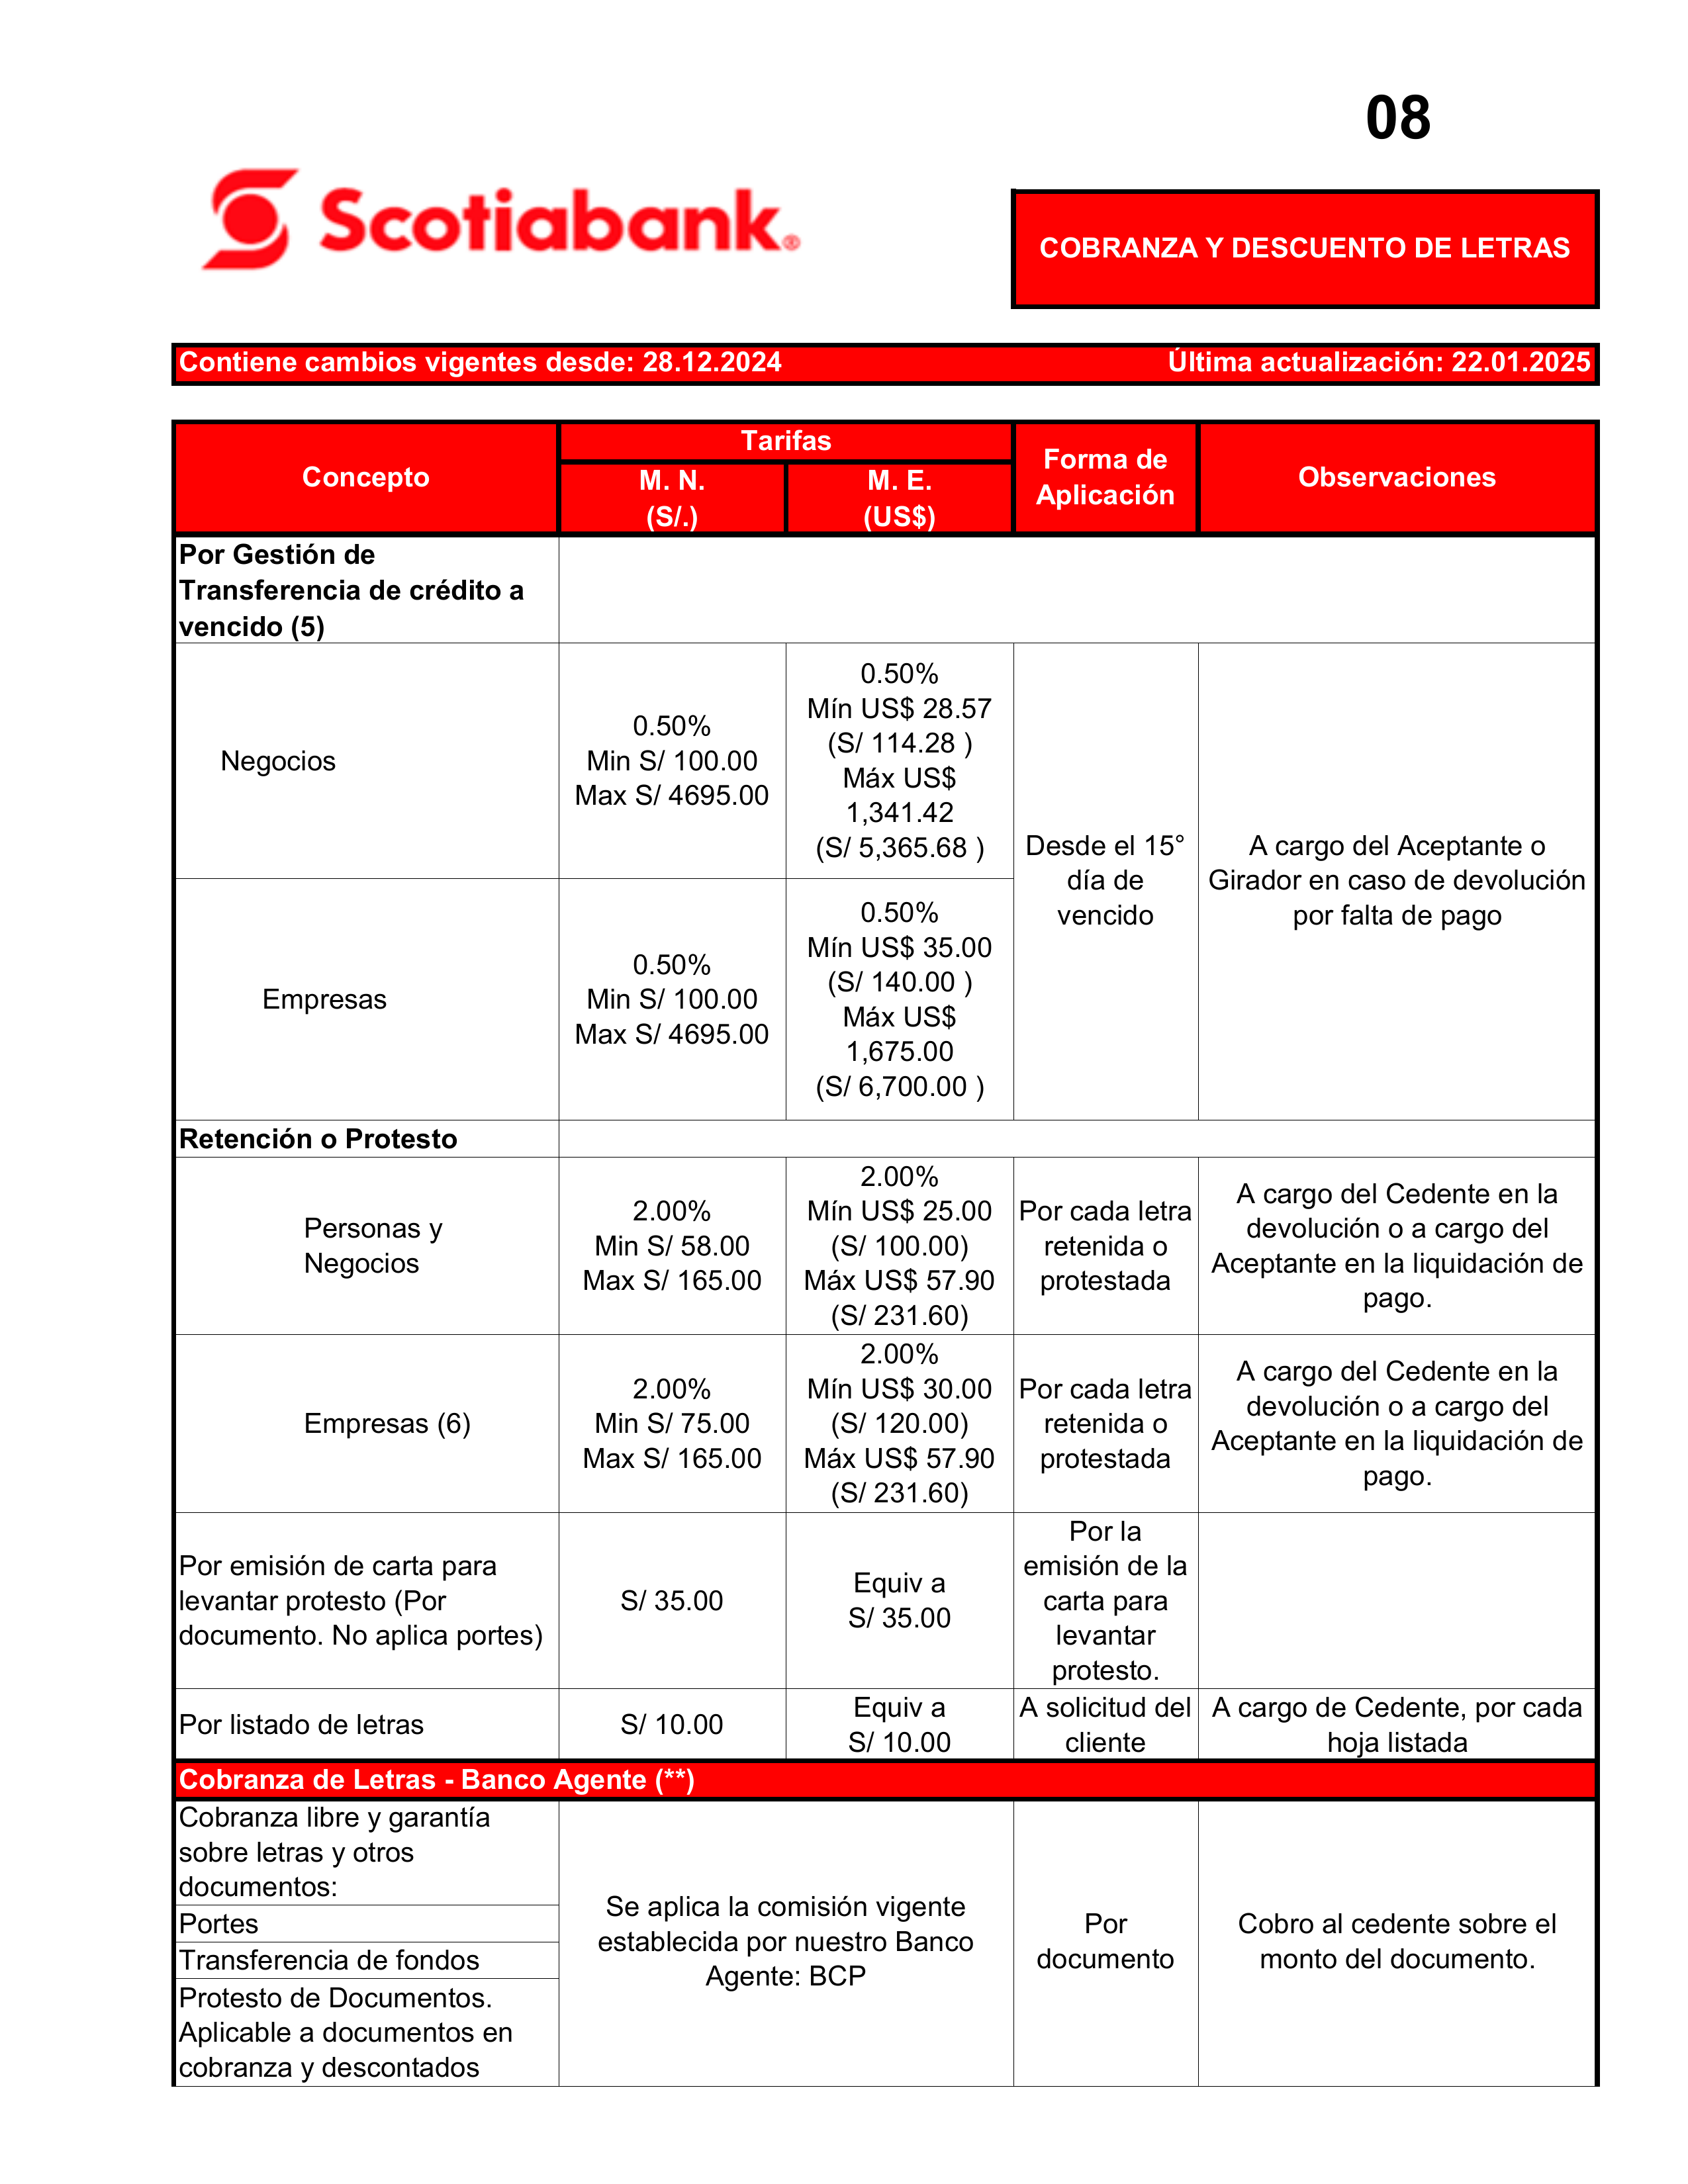 08
Scotiabank®
COBRANZA Y DESCUENTO DE LETRAS
Contiene cambios vigentes desde: 28.12.2024 Última actualización: 22.01.2025
Concepto
Tarifas
M. N.
(S/.)
M. E.
(US$)
Forma de
Aplicación
Observaciones
Por Gestión de
Transferencia de crédito a
vencido (5)
Negocios
0.50%
Min S/ 100.00
Max S/ 4695.00
0.50%
Mín US$ 28.57
(S/ 114.28 )
Máx US$
1,341.42
(S/ 5,365.68 )
Desde el 15°
día de
vencido
A cargo del Aceptante o
Girador en caso de devolución
por falta de pago
Empresas
0.50%
Min S/ 100.00
Max S/ 4695.00
0.50%
Mín US$ 35.00
(S/ 140.00 )
Máx US$
1,675.00
(S/ 6,700.00 )
Retención o Protesto
Personas y
Negocios
2.00%
Min S/ 58.00
Max S/ 165.00
2.00%
Mín US$ 25.00
(S/ 100.00)
Máx US$ 57.90
(S/ 231.60)
Por cada letra
retenida o
protestada
A cargo del Cedente en la
devolución o a cargo del
Aceptante en la liquidación de
pago.
Empresas (6)
2.00%
Min S/ 75.00
Max S/ 165.00
2.00%
Mín US$ 30.00
(S/ 120.00)
Máx US$ 57.90
(S/ 231.60)
Por cada letra
retenida o
protestada
A cargo del Cedente en la
devolución o a cargo del
Aceptante en la liquidación de
pago.
Por emisión de carta para
levantar protesto (Por
documento. No aplica portes)
S/ 35.00
Equiv a
S/ 35.00
Por la
emisión de la
carta para
levantar
protesto.
Por listado de letras
S/ 10.00
Equiv a
S/ 10.00
A solicitud del
cliente
A cargo de Cedente, por cada
hoja listada
Cobranza de Letras - Banco Agente (**)
Cobranza libre y garantía
sobre letras y otros
documentos:
Portes
Transferencia de fondos
Protesto de Documentos.
Aplicable a documentos en
cobranza y descontados
Se aplica la comisión vigente
establecida por nuestro Banco
Agente: BCP
Por
documento
Cobro al cedente sobre el
monto del documento.